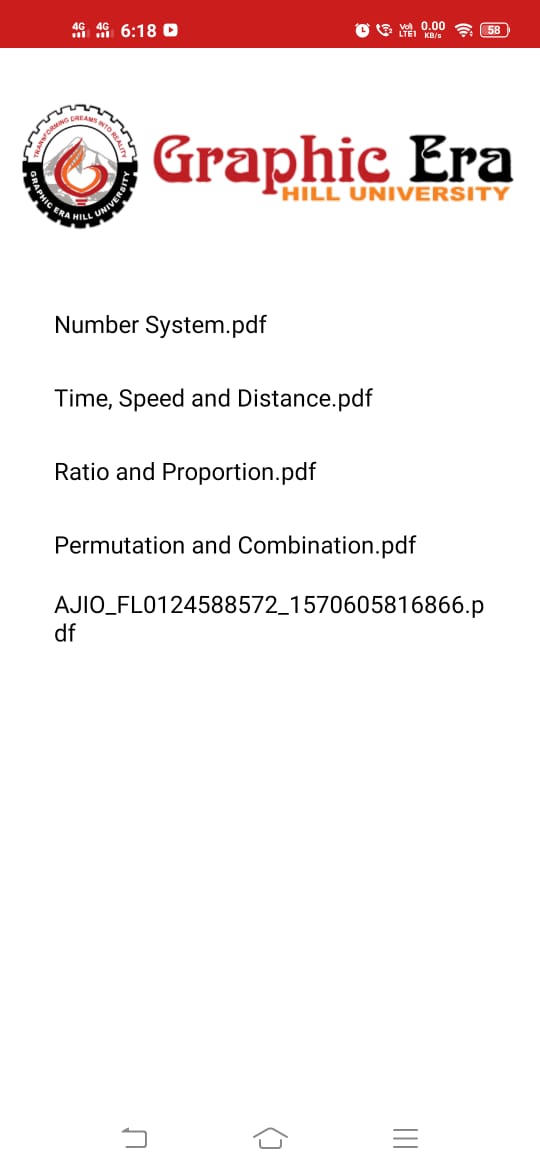 4G 4G 6:18 Vo) LTE1 0.00 KB/s 58
TRANSFORMING DREAMS INTO REALITY
GRAPHIC ERA HILL UNIVERSITY
Graphic Era
HILL UNIVERSITY
Number System.pdf
Time, Speed and Distance.pdf
Ratio and Proportion.pdf
Permutation and Combination.pdf
AJIO_FL0124588572_1570605816866.p
df